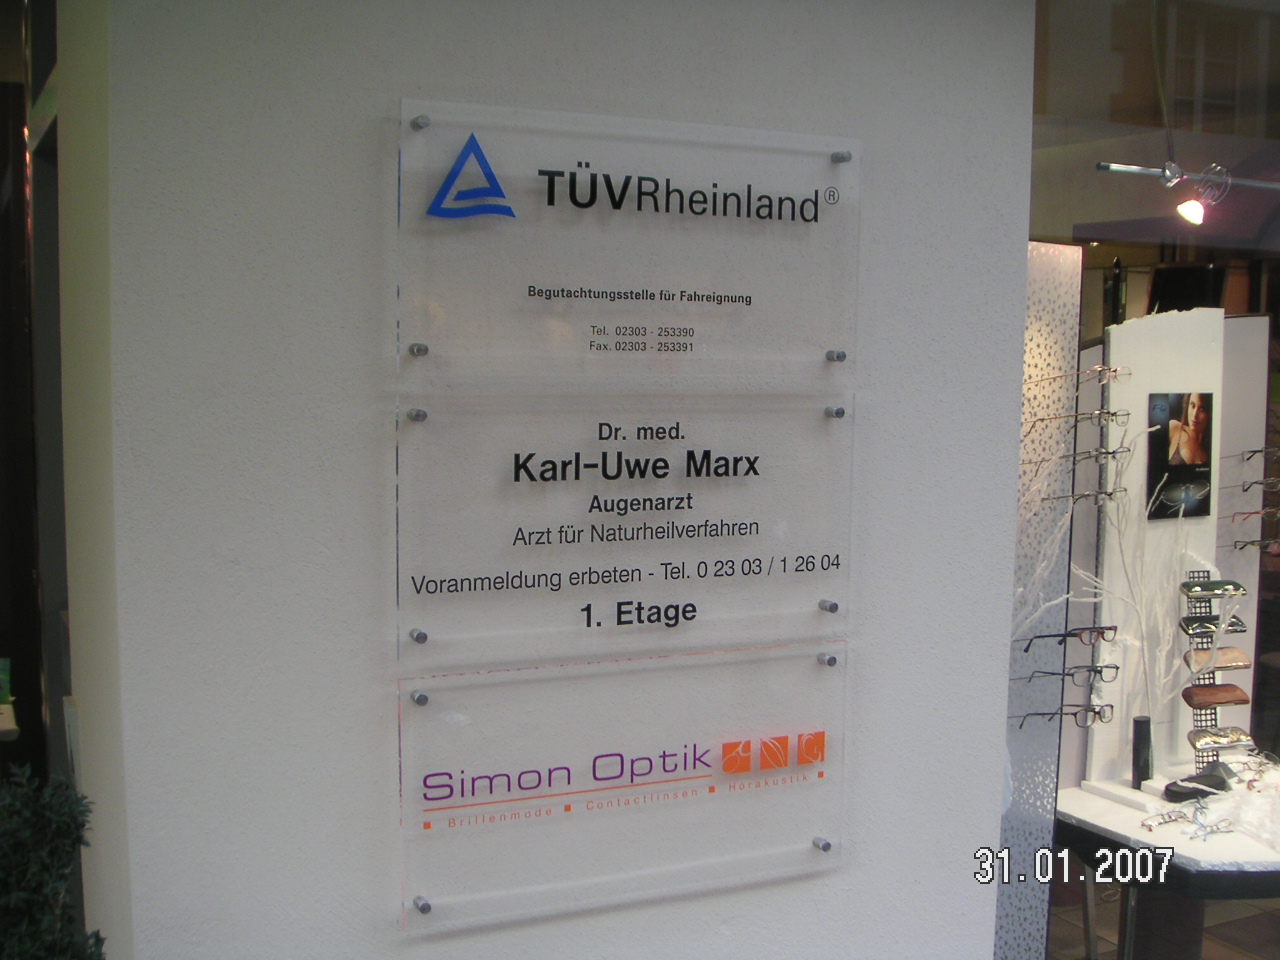 TÜVRheinland®
Begutachtungsstelle für Fahreignung
Tel. 02303 - 253390
Fax. 02303 - 253391
Dr. med.
Karl-Uwe Marx
Augenarzt
Arzt für Naturheilverfahren
Voranmeldung erbeten - Tel. 0 23 03 / 1 26 04
1. Etage
Simon Optik
Brillenmode ■ Contactlinsen ■ Hörakustik
31.01.2007